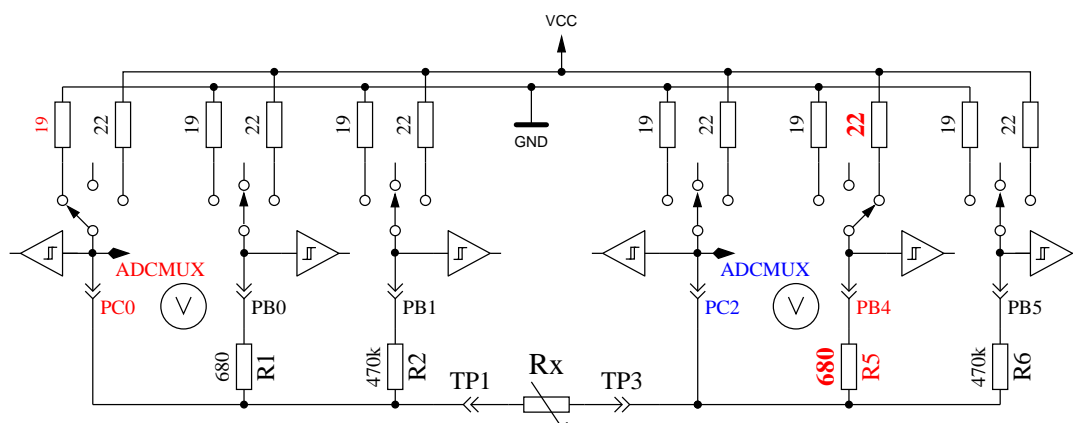 VCC
19
22
19
22
19
22
GND
19
22
19
22
19
22
ADCMUX
V
PC0
PB0
PB1
ADCMUX
V
PC2
PB4
PB5
680
R1
470k
R2
TP1
Rx
TP3
680
R5
470k
R6